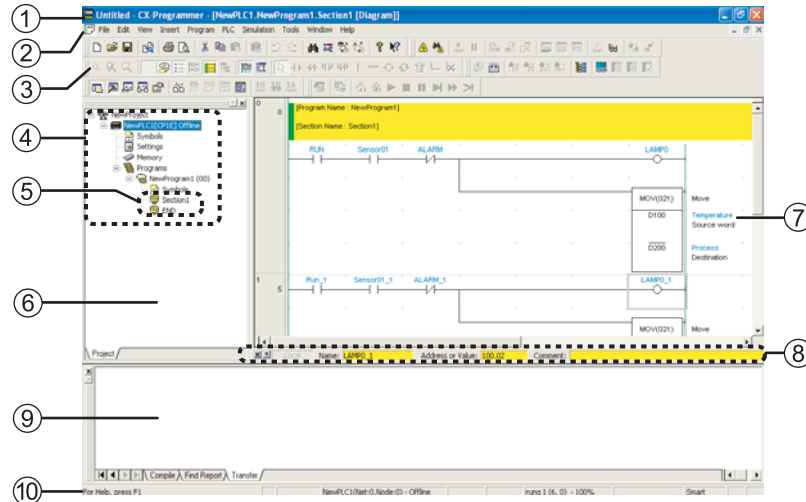 Untitled - CX-Programmer - [NewPLC1.NewProgram1.Section1 [Diagram]]
1
File Edit View Insert Program PLC Simulation Tools Window Help
2
3
NewProject
NewPLC1[CP1E] Offline
Symbols
Settings
Memory
Programs
NewProgram1 (00)
Symbols
Section1
END
4
5
6
Project
0
0
[Program Name : NewProgram1]
[Section Name : Section1]
RUN Sensor01 ALARM LAMP0
MOV(021) Move
D100 Temperature
Source word
D200 Process
Destination
7
1
5
Run_1 Sensor01_1 ALARM_1 LAMP0_1
MOV(021) Move
Local Name: LAMP0_1 Address or Value: 100.02 Comment:
8
9
Compile Find Report Transfer
10
For Help, press F1 NewPLC1(Net:0,Node:0) - Offline rung 1 (6, 0) - 100% Smart